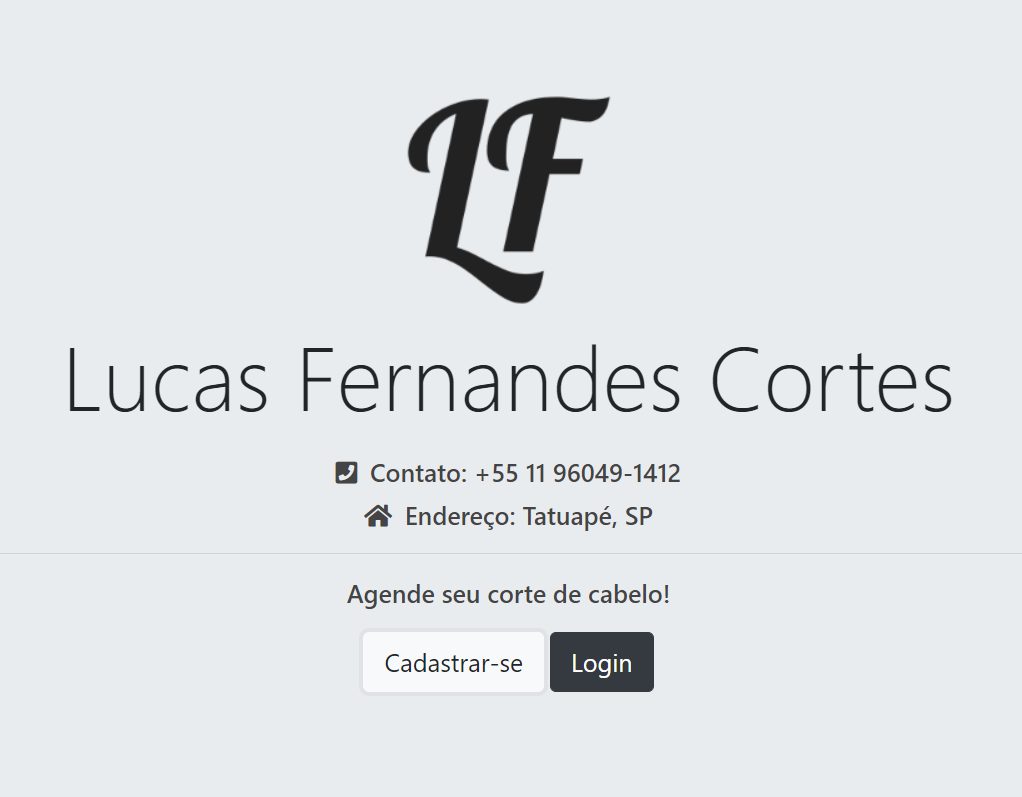 LF
Lucas Fernandes Cortes
Contato: +55 11 96049-1412
Endereço: Tatuapé, SP
Agende seu corte de cabelo!
Cadastrar-se Login